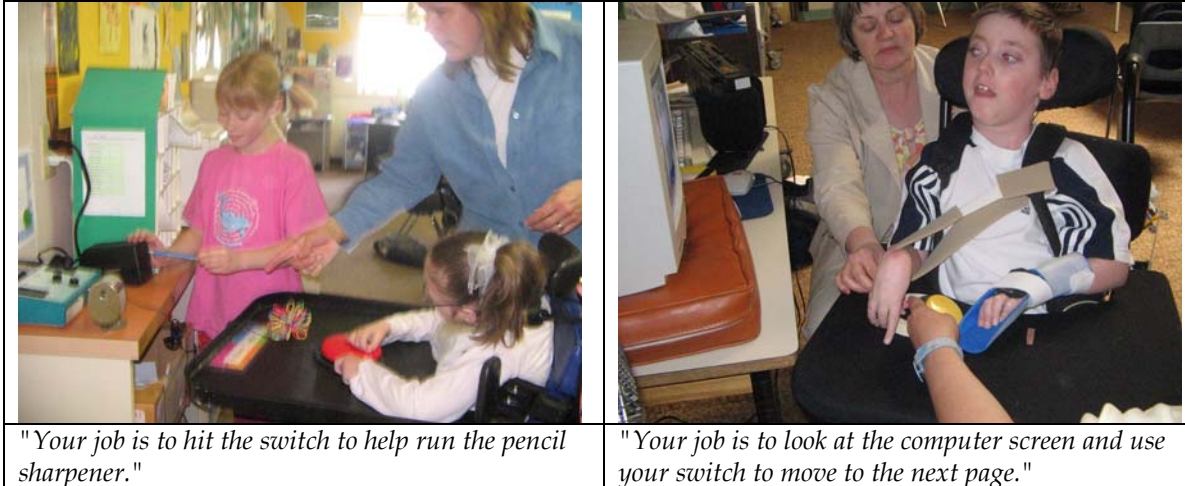 "Your job is to hit the switch to help run the pencil
sharpener."
"Your job is to look at the computer screen and use
your switch to move to the next page."